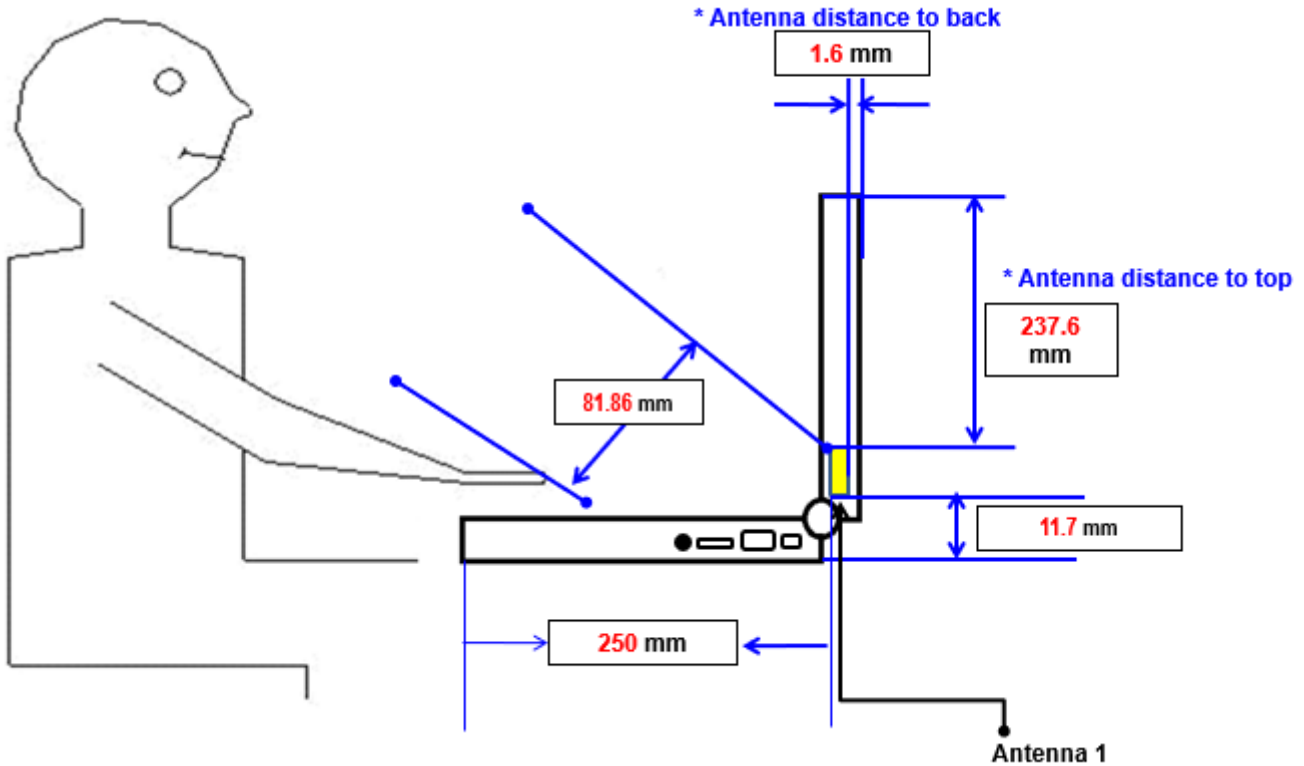 * Antenna distance to back
1.6 mm
* Antenna distance to top
237.6
mm
81.86 mm
11.7 mm
250 mm
Antenna 1